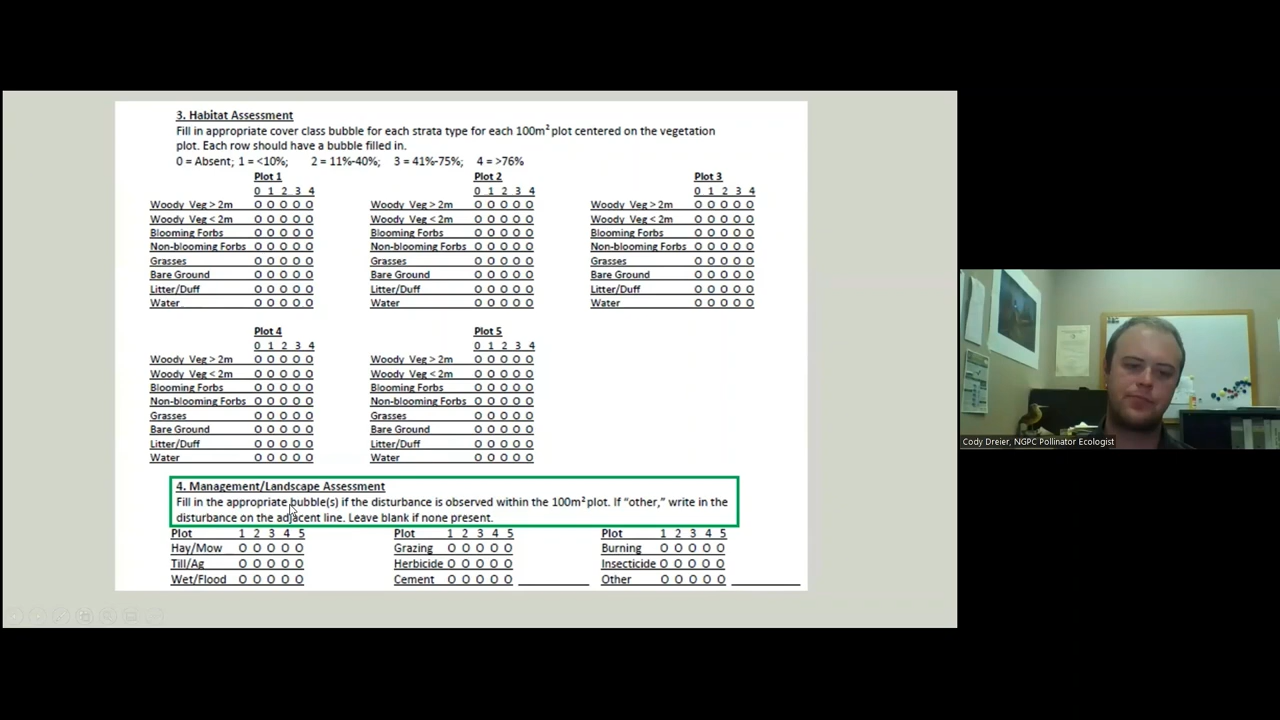 3. Habitat Assessment
Fill in appropriate cover class bubble for each strata type for each 100m² plot centered on the vegetation
plot. Each row should have a bubble filled in.
0 = Absent; 1 = <10%; 2 = 11%-40%; 3 = 41%-75%; 4 = >76%
Plot 1 Plot 2 Plot 3
0 1 2 3 4 0 1 2 3 4 0 1 2 3 4
Woody Veg > 2m O O O O O Woody Veg > 2m O O O O O Woody Veg > 2m O O O O O
Woody Veg < 2m O O O O O Woody Veg < 2m O O O O O Woody Veg < 2m O O O O O
Blooming Forbs O O O O O Blooming Forbs O O O O O Blooming Forbs O O O O O
Non-blooming Forbs O O O O O Non-blooming Forbs O O O O O Non-blooming Forbs O O O O O
Grasses O O O O O Grasses O O O O O Grasses O O O O O
Bare Ground O O O O O Bare Ground O O O O O Bare Ground O O O O O
Litter/Duff O O O O O Litter/Duff O O O O O Litter/Duff O O O O O
Water O O O O O Water O O O O O Water O O O O O
Plot 4 Plot 5
0 1 2 3 4 0 1 2 3 4
Woody Veg > 2m O O O O O Woody Veg > 2m O O O O O
Woody Veg < 2m O O O O O Woody Veg < 2m O O O O O
Blooming Forbs O O O O O Blooming Forbs O O O O O
Non-blooming Forbs O O O O O Non-blooming Forbs O O O O O
Grasses O O O O O Grasses O O O O O
Bare Ground O O O O O Bare Ground O O O O O
Litter/Duff O O O O O Litter/Duff O O O O O
Water O O O O O Water O O O O O
4. Management/Landscape Assessment
Fill in the appropriate bubble(s) if the disturbance is observed within the 100m² plot. If “other,” write in the
disturbance on the adjacent line. Leave blank if none present.
Plot 1 2 3 4 5 Plot 1 2 3 4 5 Plot 1 2 3 4 5
Hay/Mow O O O O O Grazing O O O O O Burning O O O O O
Till/Ag O O O O O Herbicide O O O O O Insecticide O O O O O
Wet/Flood O O O O O Cement O O O O O Other O O O O O
Cody Dreier, NGPC Pollinator Ecologist